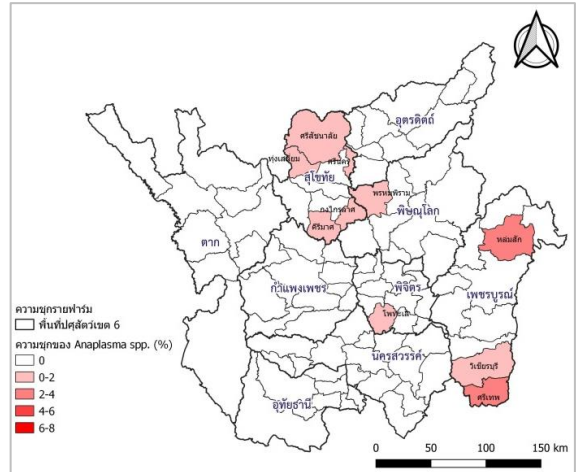 อุตรดิตถ์
ศรีสัชนาลัย
ทุ่งเสลี่ยม
ศรีนคร
สุโขทัย
พรหมพิราม
กงไกรลาศ
พิษณุโลก
คีรีมาศ
หล่มสัก
ตาก
กำแพงเพชร
พิจิตร
เพชรบูรณ์
โพทะเล
ความชุกรายฟาร์ม
พื้นที่ปศุสัตว์เขต 6
ความชุกของ Anaplasma spp. (%)
0
0-2
2-4
4-6
6-8
นครสวรรค์
วิเชียรบุรี
ศรีเทพ
อุทัยธานี
0 50 100 150 km